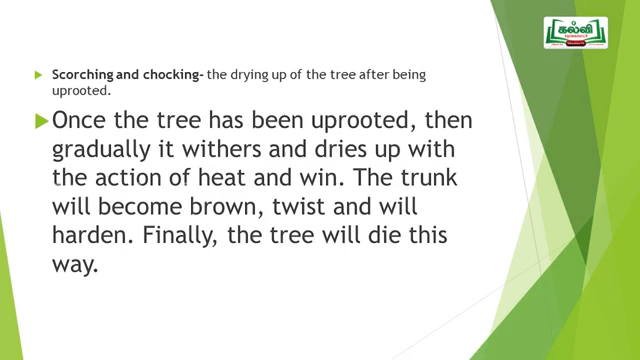 கல்வி
Scorching and chocking- the drying up of the tree after being
uprooted.
Once the tree has been uprooted, then
gradually it withers and dries up with
the action of heat and win. The trunk
will become brown, twist and will
harden. Finally, the tree will die this
way.